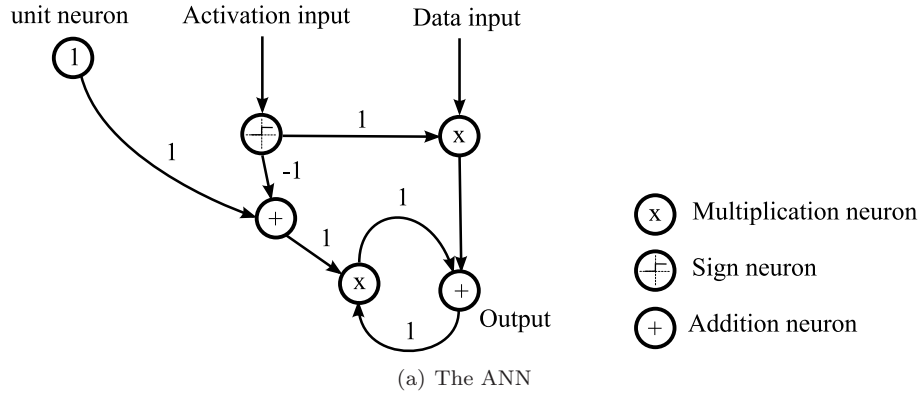 unit neuron
Activation input
Data input
1
1
x
1
-1
+
1
1
x
+
Output
1
x Multiplication neuron
Sign neuron
+ Addition neuron
(a) The ANN